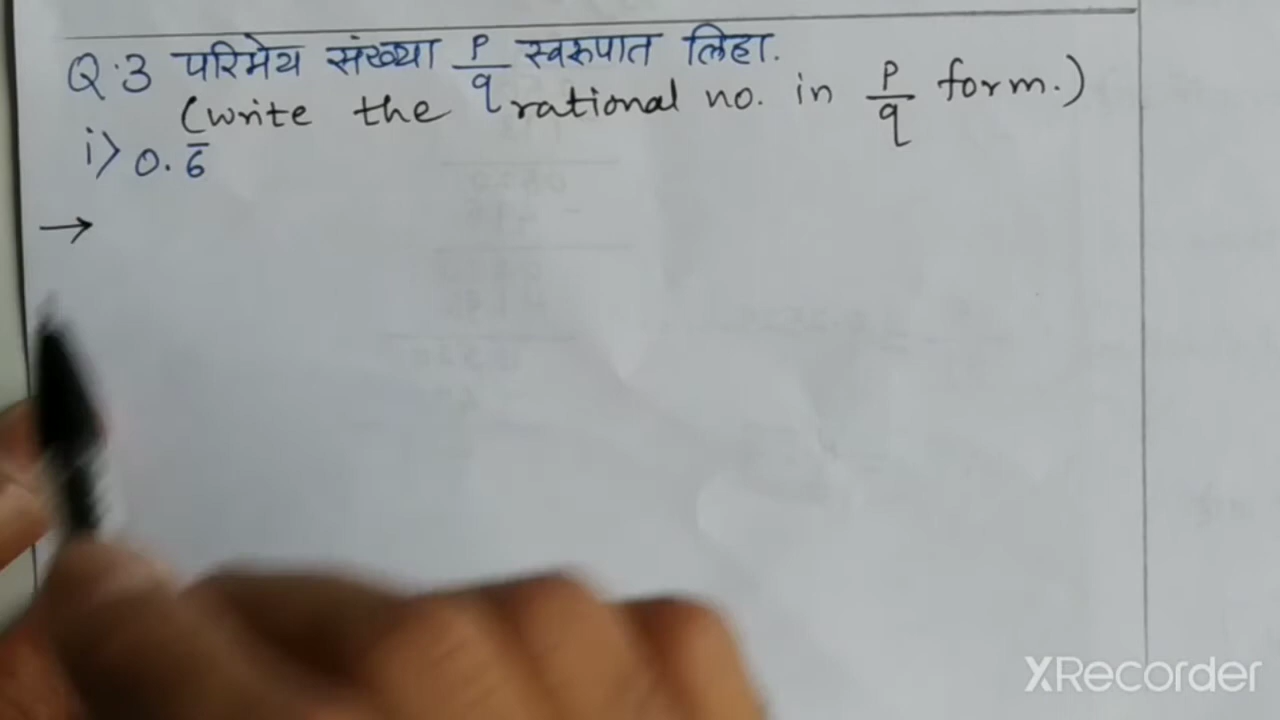 Q.3 परिमेय संख्या p/q स्वरुपात लिहा.
(write the rational no. in p/q form.)
i> 0.6̅
→
XRecorder